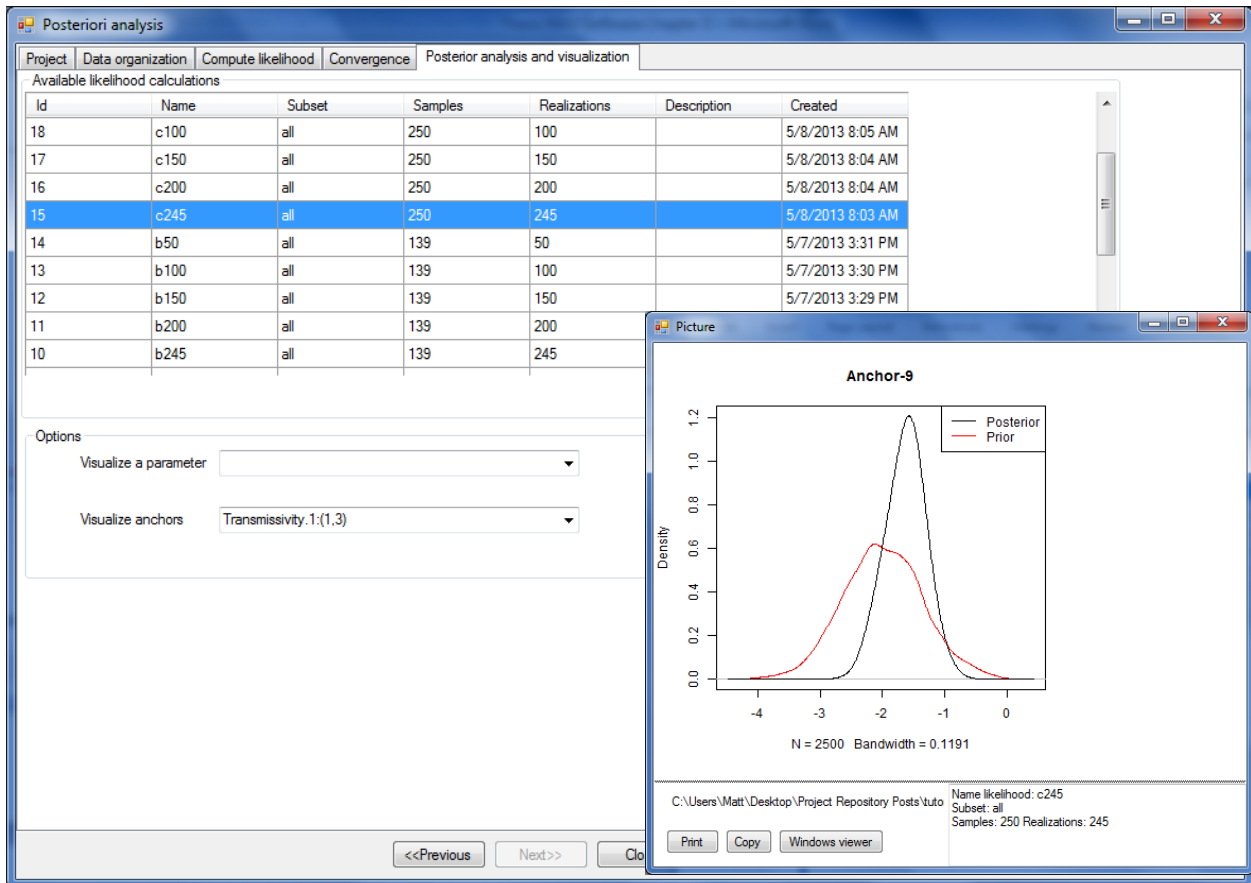 Posteriori analysis
Project Data organization Compute likelihood Convergence Posterior analysis and visualization
Available likelihood calculations
Id Name Subset Samples Realizations Description Created
18 c100 all 250 100 5/8/2013 8:05 AM
17 c150 all 250 150 5/8/2013 8:04 AM
16 c200 all 250 200 5/8/2013 8:04 AM
15 c245 all 250 245 5/8/2013 8:03 AM
14 b50 all 139 50 5/7/2013 3:31 PM
13 b100 all 139 100 5/7/2013 3:30 PM
12 b150 all 139 150 5/7/2013 3:29 PM
11 b200 all 139 200
10 b245 all 139 245
Options
Visualize a parameter
Visualize anchors Transmissivity.1:(1,3)
<<Previous Next>> Clo
Picture
Anchor-9
Posterior
Prior
Density
0.0 0.2 0.4 0.6 0.8 1.0 1.2
-4 -3 -2 -1 0
N = 2500 Bandwidth = 0.1191
C:\Users\Matt\Desktop\Project Repository Posts\tuto
Name likelihood: c245
Subset: all
Samples: 250 Realizations: 245
Print Copy Windows viewer